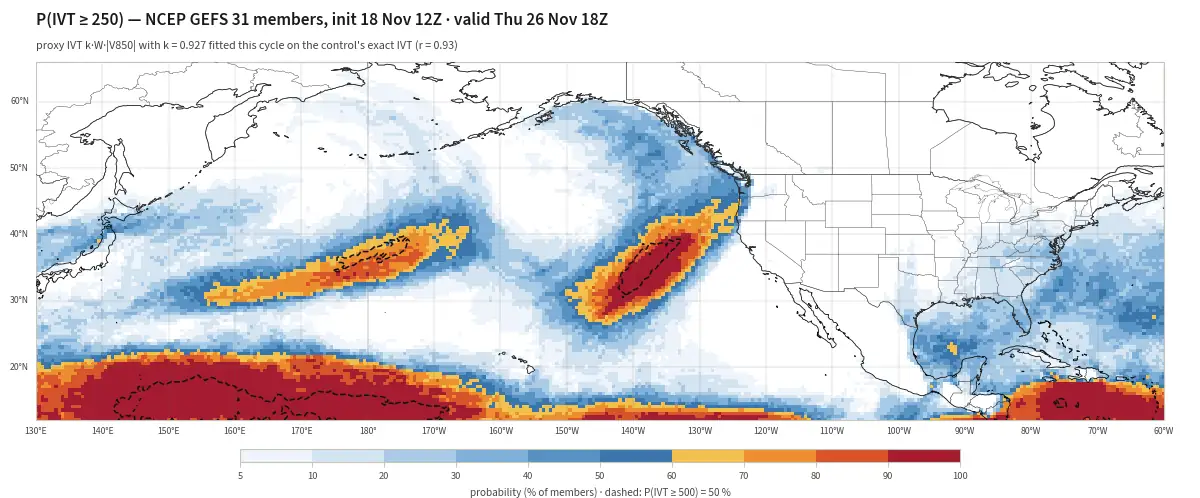 P(IVT ≥ 250) — NCEP GEFS 31 members, init 18 Nov 12Z · valid Thu 26 Nov 18Z
proxy IVT k·W·|V850| with k = 0.927 fitted this cycle on the control's exact IVT (r = 0.93)
60°N
50°N
40°N
30°N
20°N
130°E 140°E 150°E 160°E 170°E 180° 170°W 160°W 150°W 140°W 130°W 120°W 110°W 100°W 90°W 80°W 70°W 60°W
5 10 20 30 40 50 60 70 80 90 100
probability (% of members) · dashed: P(IVT ≥ 500) = 50 %